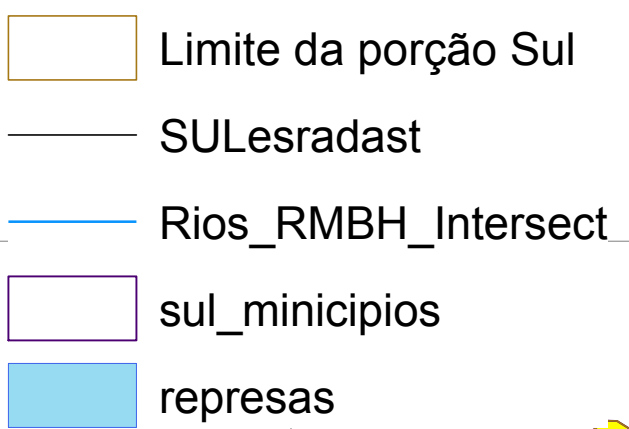 Limite da porção Sul
SULesradast
Rios_RMBH_Intersect_
sul_minicipios
represas